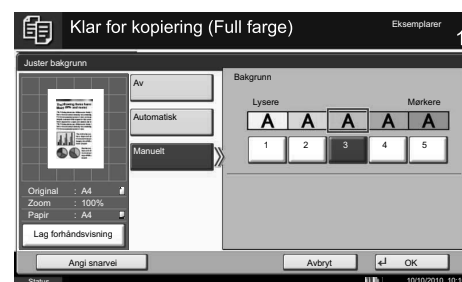 Klar for kopiering (Full farge)
Eksemplarer
Juster bakgrunn
Av
Automatisk
Manuelt
Bakgrunn
Lysere
Mørkere
A A A A A
1 2 3 4 5
Original : A4
Zoom : 100%
Papir : A4
Lag forhåndsvisning
Angi snarvei
Avbryt
OK
Status
10/10/2010